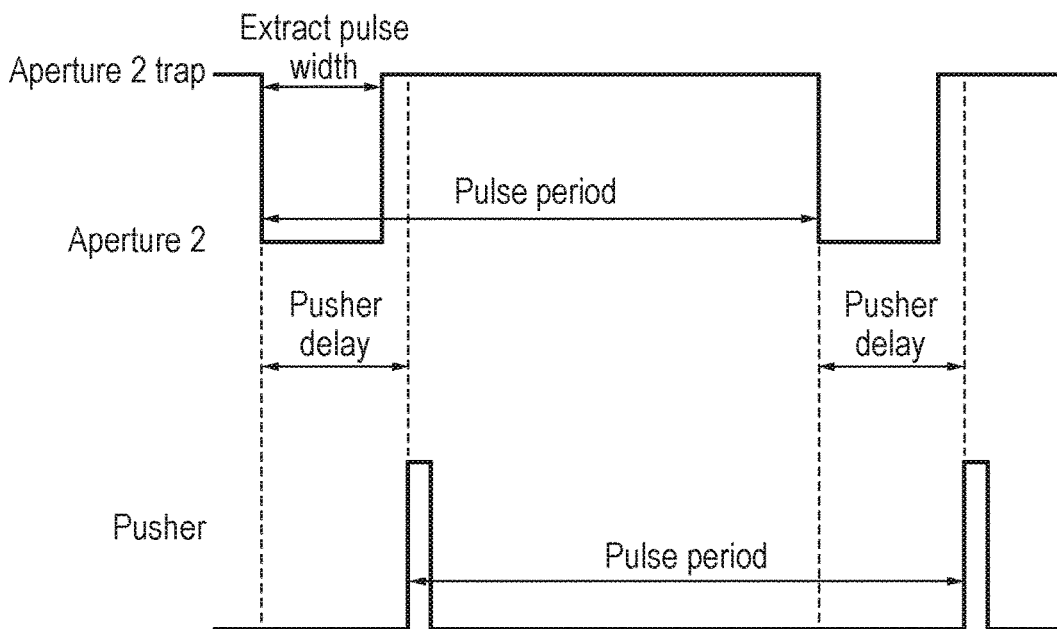 Extract pulse
width
Aperture 2 trap
Pulse period
Aperture 2
Pusher
delay
Pusher
delay
Pusher
Pulse period